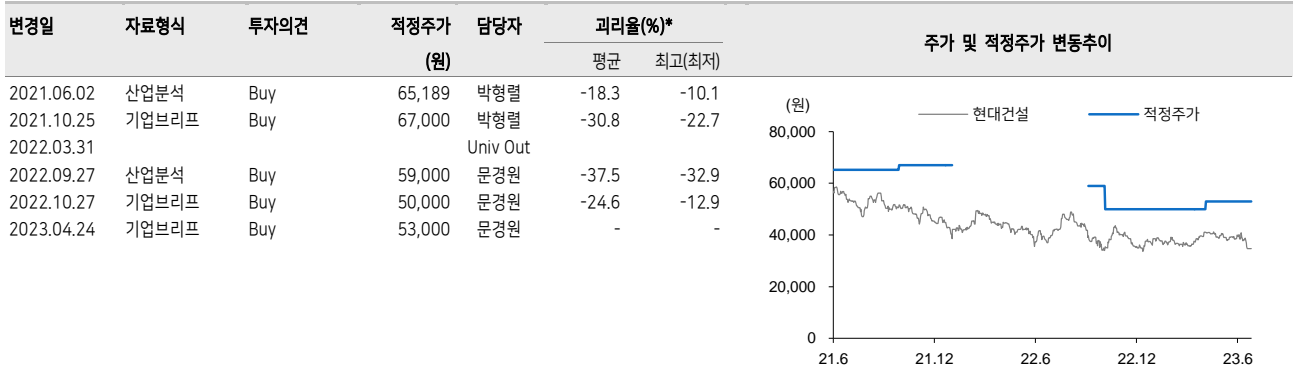 변경일 자료형식 투자의견 적정주가 담당자 괴리율(%)*
(원) 평균 최고(최저)
2021.06.02 산업분석 Buy 65,189 박형렬 -18.3 -10.1
2021.10.25 기업브리프 Buy 67,000 박형렬 -30.8 -22.7
2022.03.31 Univ Out
2022.09.27 산업분석 Buy 59,000 문경원 -37.5 -32.9
2022.10.27 기업브리프 Buy 50,000 문경원 -24.6 -12.9
2023.04.24 기업브리프 Buy 53,000 문경원 - -
주가 및 적정주가 변동추이
(원)
현대건설 적정주가
80,000
60,000
40,000
20,000
0
21.6 21.12 22.6 22.12 23.6